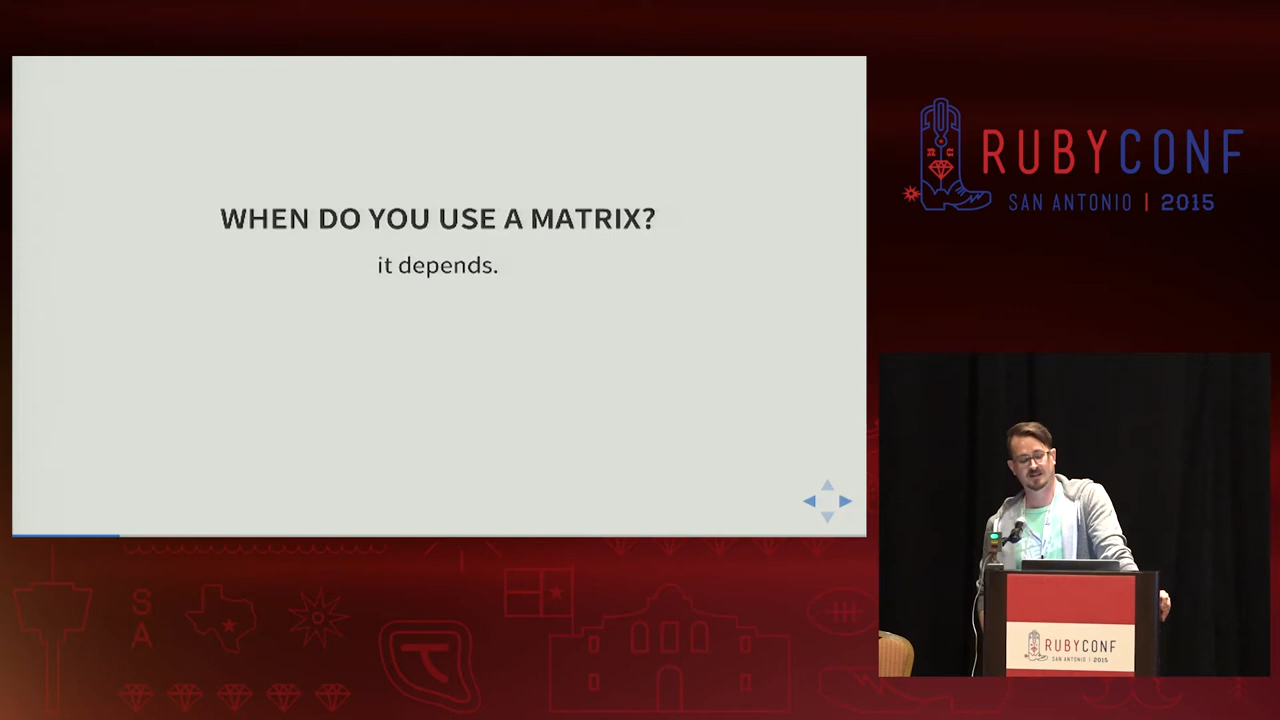 WHEN DO YOU USE A MATRIX?
it depends.
RUBYCONF
SAN ANTONIO | 2015
S
A
RUBYCONF
SAN ANTONIO | 2015